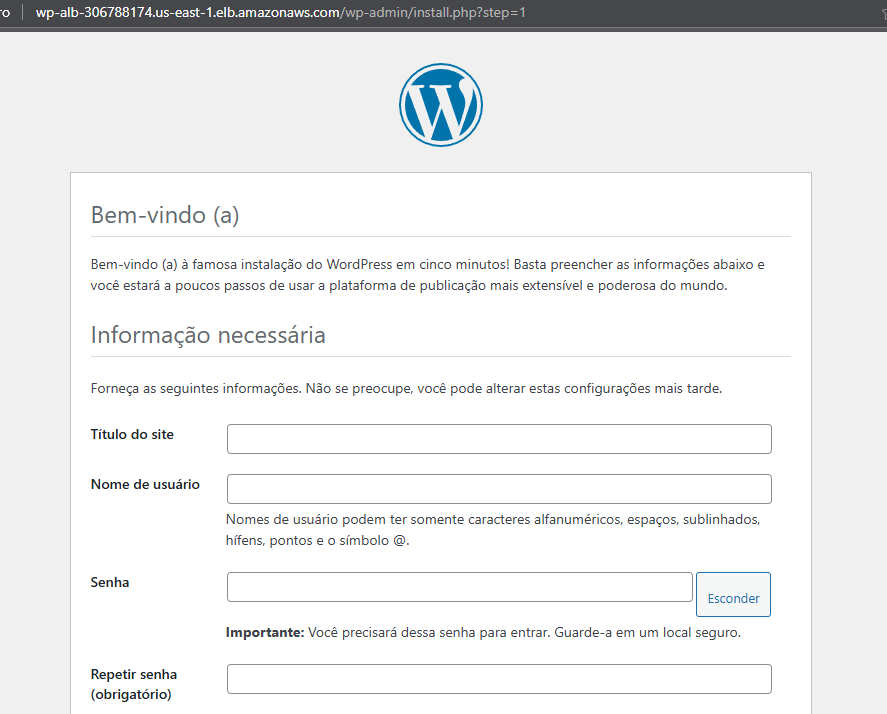 ro wp-alb-306788174.us-east-1.elb.amazonaws.com/wp-admin/install.php?step=1
Bem-vindo (a)
Bem-vindo (a) à famosa instalação do WordPress em cinco minutos! Basta preencher as informações abaixo e
você estará a poucos passos de usar a plataforma de publicação mais extensível e poderosa do mundo.
Informação necessária
Forneça as seguintes informações. Não se preocupe, você pode alterar estas configurações mais tarde.
Título do site
Nome de usuário
Nomes de usuário podem ter somente caracteres alfanuméricos, espaços, sublinhados,
hífens, pontos e o símbolo @.
Senha
Esconder
Importante: Você precisará dessa senha para entrar. Guarde-a em um local seguro.
Repetir senha
(obrigatório)